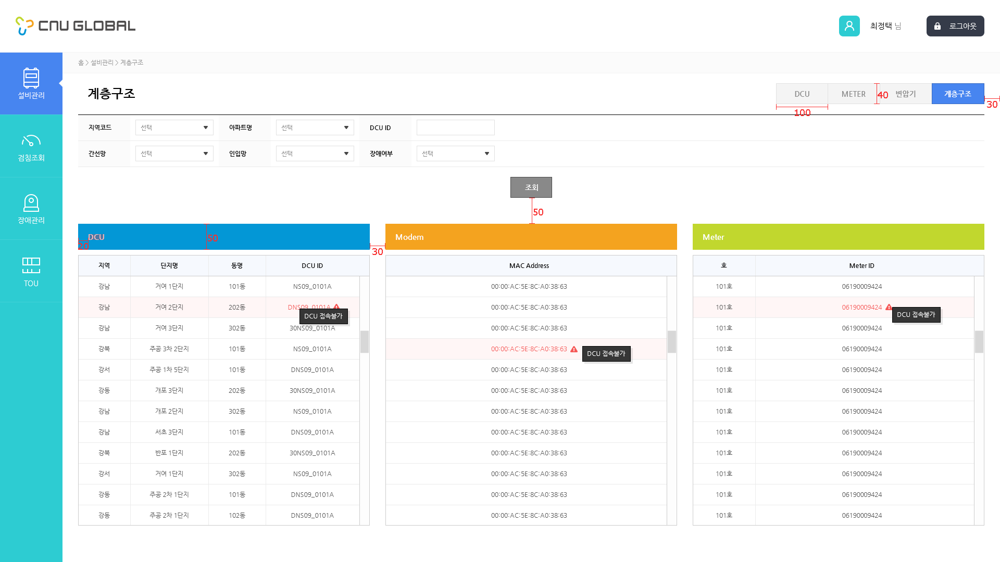 CNU GLOBAL
최정택 님
로그아웃
설비관리
검침조회
장애관리
TOU
홈 > 설비관리 > 계층구조
계층구조
DCU METER 40 변압기 계층구조
100
30
지역코드 선택 아파트명 선택 DCU ID
간선망 선택 인입망 선택 장애여부 선택
조회
50
DCU
20
50
30
지역 단지명 동명 DCU ID
강남 거여 1단지 101동 NS09_0101A
강남 거여 2단지 202동 DNS09_0101A
DCU 접속불가
강남 거여 3단지 302동 30NS09_0101A
강북 주공 3차 2단지 101동 NS09_0101A
강서 주공 1차 5단지 101동 DNS09_0101A
강동 개포 3단지 202동 30NS09_0101A
강남 개포 2단지 302동 NS09_0101A
강남 서초 3단지 101동 DNS09_0101A
강북 반포 1단지 202동 30NS09_0101A
강서 거여 1단지 302동 NS09_0101A
강동 주공 2차 1단지 101동 DNS09_0101A
강동 주공 2차 1단지 102동 DNS09_0101A
Modem
MAC Address
00:00:AC:5E:8C:A0:38:63
00:00:AC:5E:8C:A0:38:63
00:00:AC:5E:8C:A0:38:63
00:00:AC:5E:8C:A0:38:63
DCU 접속불가
00:00:AC:5E:8C:A0:38:63
00:00:AC:5E:8C:A0:38:63
00:00:AC:5E:8C:A0:38:63
00:00:AC:5E:8C:A0:38:63
00:00:AC:5E:8C:A0:38:63
00:00:AC:5E:8C:A0:38:63
00:00:AC:5E:8C:A0:38:63
00:00:AC:5E:8C:A0:38:63
Meter
호 Meter ID
101호 06190009424
101호 06190009424
DCU 접속불가
101호 06190009424
101호 06190009424
101호 06190009424
101호 06190009424
101호 06190009424
101호 06190009424
101호 06190009424
101호 06190009424
101호 06190009424
101호 06190009424